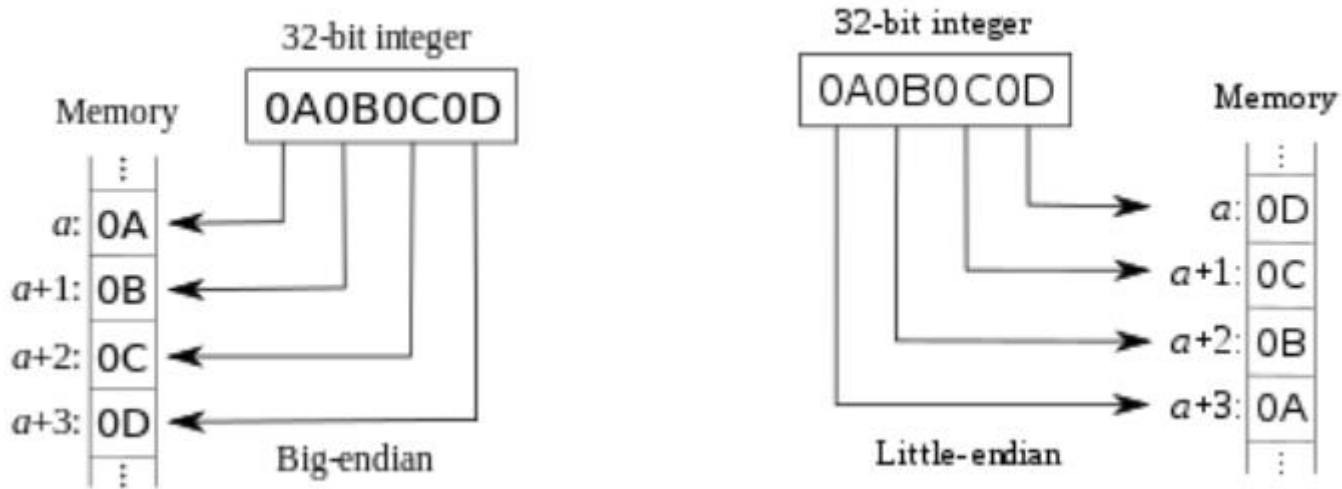 32-bit integer
0A0B0C0D
Memory
⋮
a: 0A
a+1: 0B
a+2: 0C
a+3: 0D
⋮
Big-endian
32-bit integer
0A0B0C0D
Memory
⋮
a: 0D
a+1: 0C
a+2: 0B
a+3: 0A
⋮
Little-endian